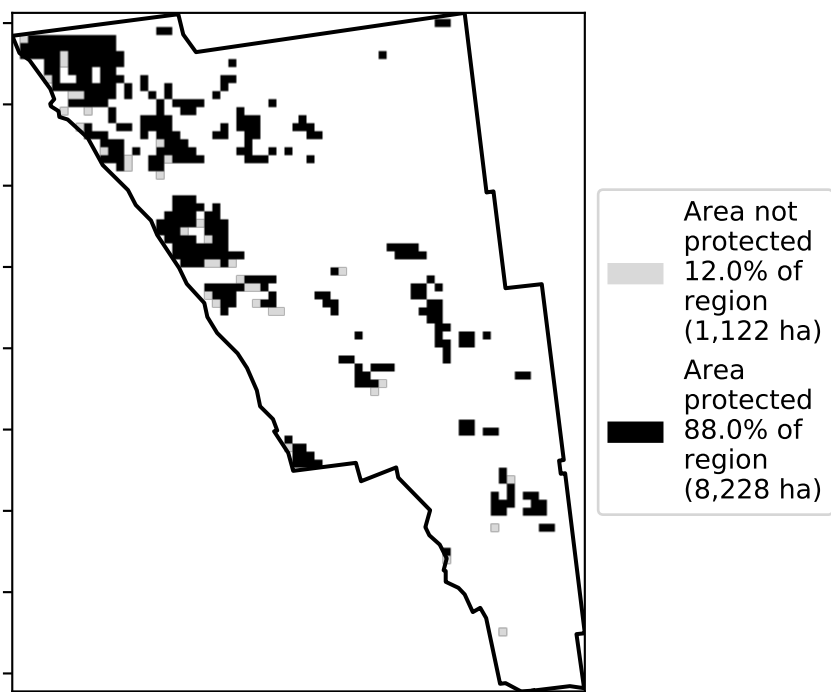 Area not
protected
12.0% of
region
(1,122 ha)
Area
protected
88.0% of
region
(8,228 ha)